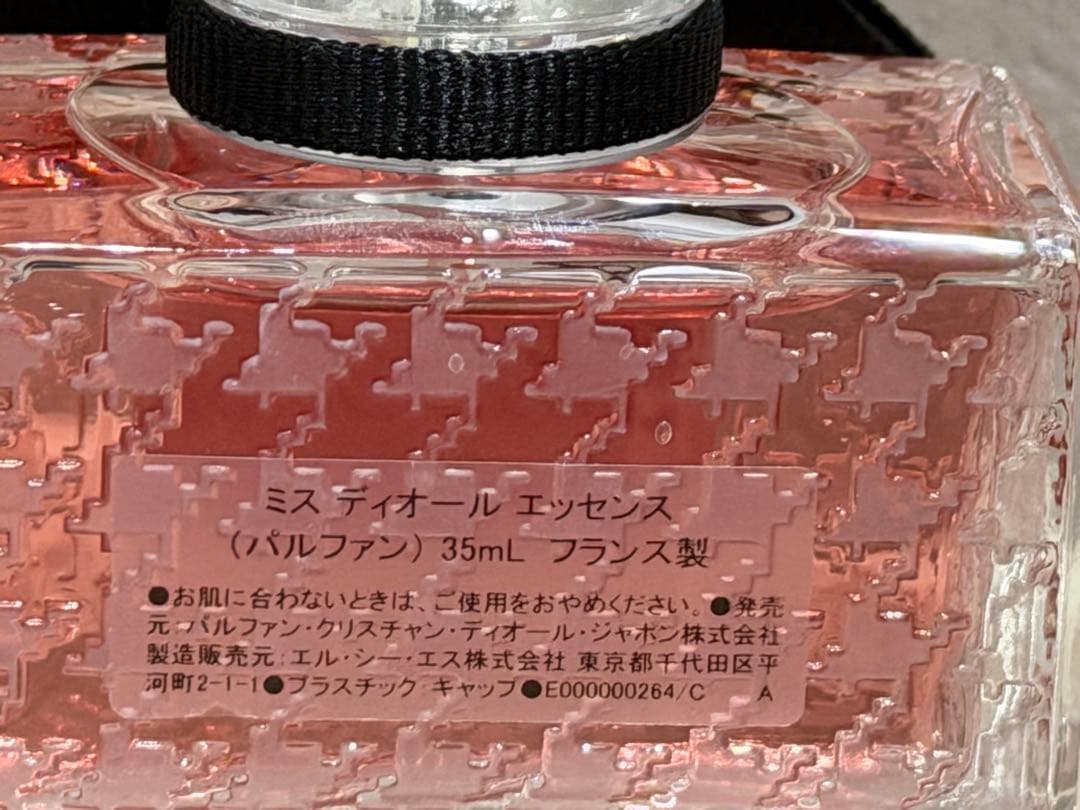 ミス ディオール エッセンス
（パルファン）35mL フランス製
●お肌に合わないときは、ご使用をおやめください。●発売
元:パルファン・クリスチャン・ディオール・ジャポン株式会社
製造販売元:エル・シー・エス株式会社 東京都千代田区平
河町2-1-1●プラスチック キャップ●E000000264/C A